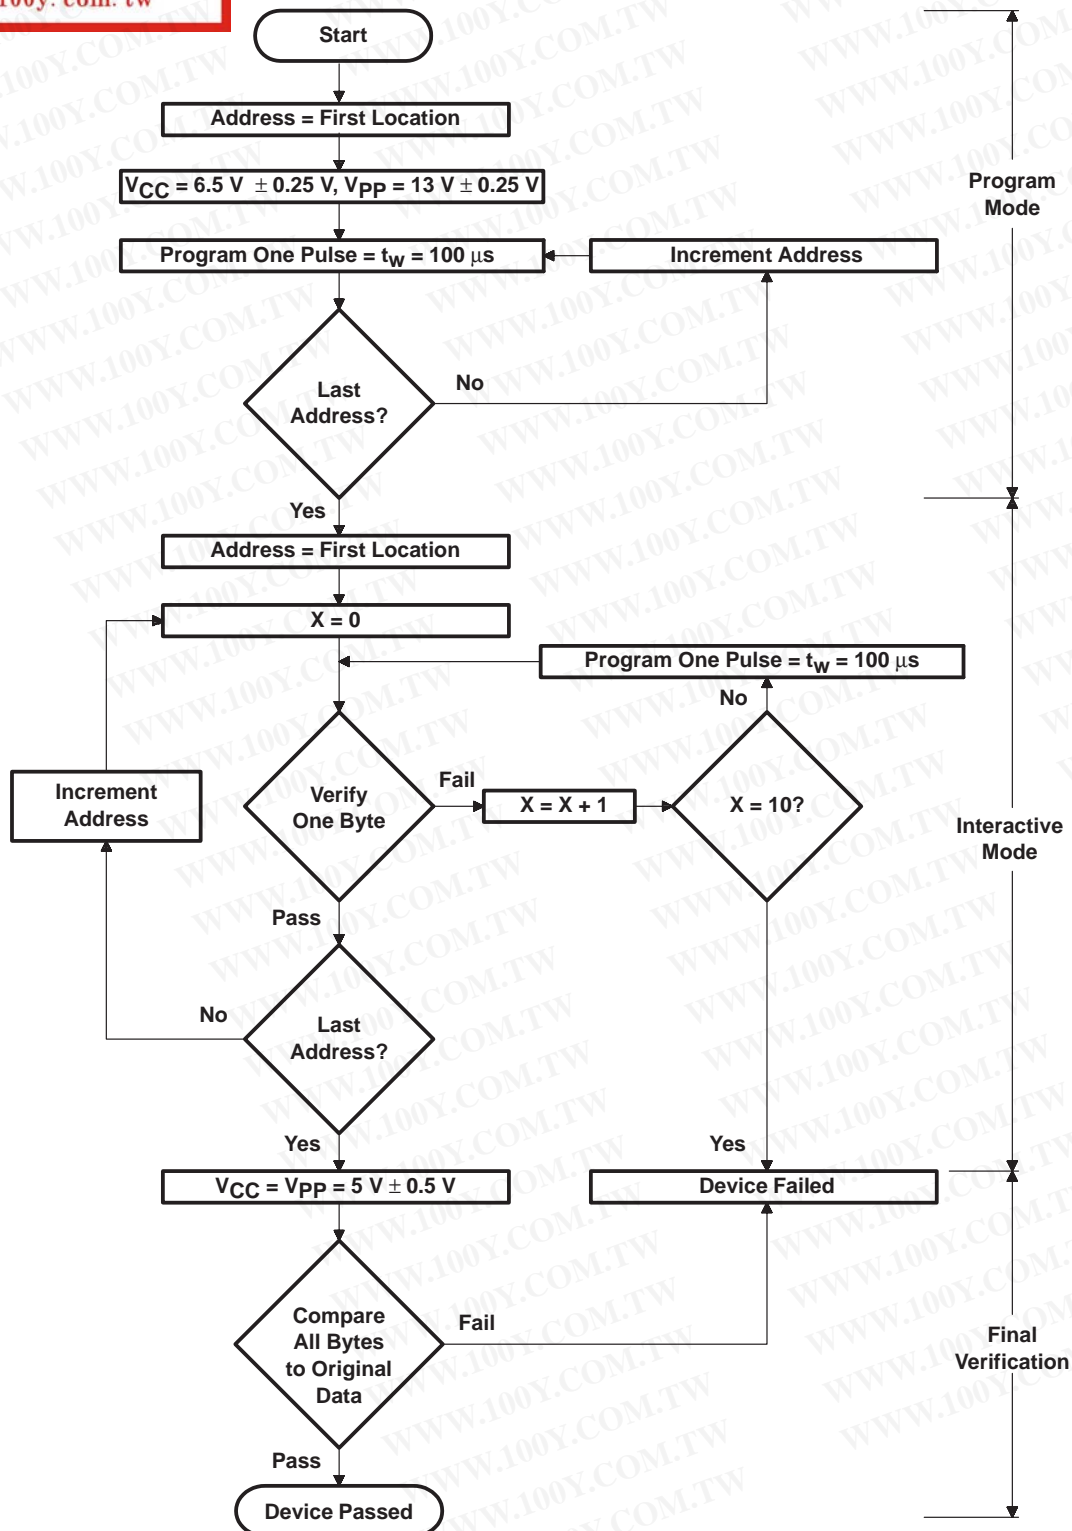 100y. com. tw
Start
Address = First Location
VCC = 6.5 V ± 0.25 V, VPP = 13 V ± 0.25 V
Program One Pulse = tw = 100 μs
Increment Address
Last
Address?
No
Yes
Program
Mode
Address = First Location
X = 0
Program One Pulse = tw = 100 μs
No
Increment
Address
Verify
One Byte
Fail
X = X + 1
X = 10?
Interactive
Mode
Pass
No
Last
Address?
Yes
Yes
VCC = VPP = 5 V ± 0.5 V
Device Failed
Compare
All Bytes
to Original
Data
Fail
Final
Verification
Pass
Device Passed
WWW.100Y.COM.TW